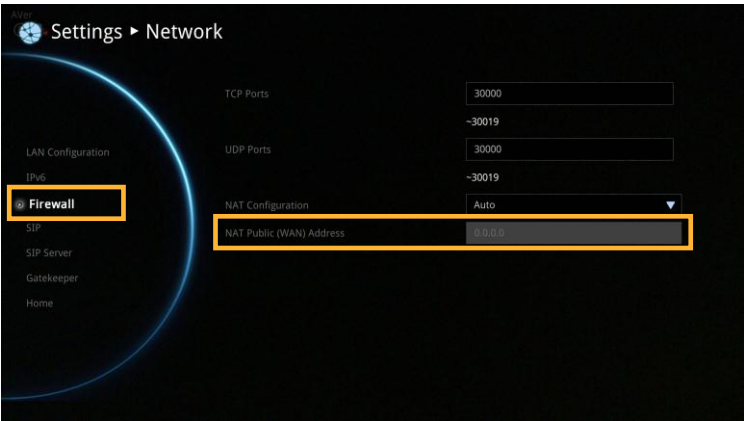 AVer
Settings ▸ Network
TCP Ports
30000
~30019
LAN Configuration
UDP Ports
30000
IPv6
~30019
Firewall
NAT Configuration
Auto
SIP
NAT Public (WAN) Address
0.0.0.0
SIP Server
Gatekeeper
Home